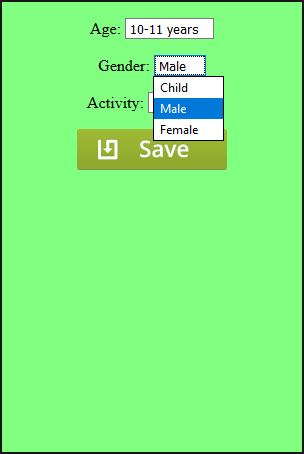 Age: 10-11 years
Gender: Male
Child
Male
Activity:
Female
Save